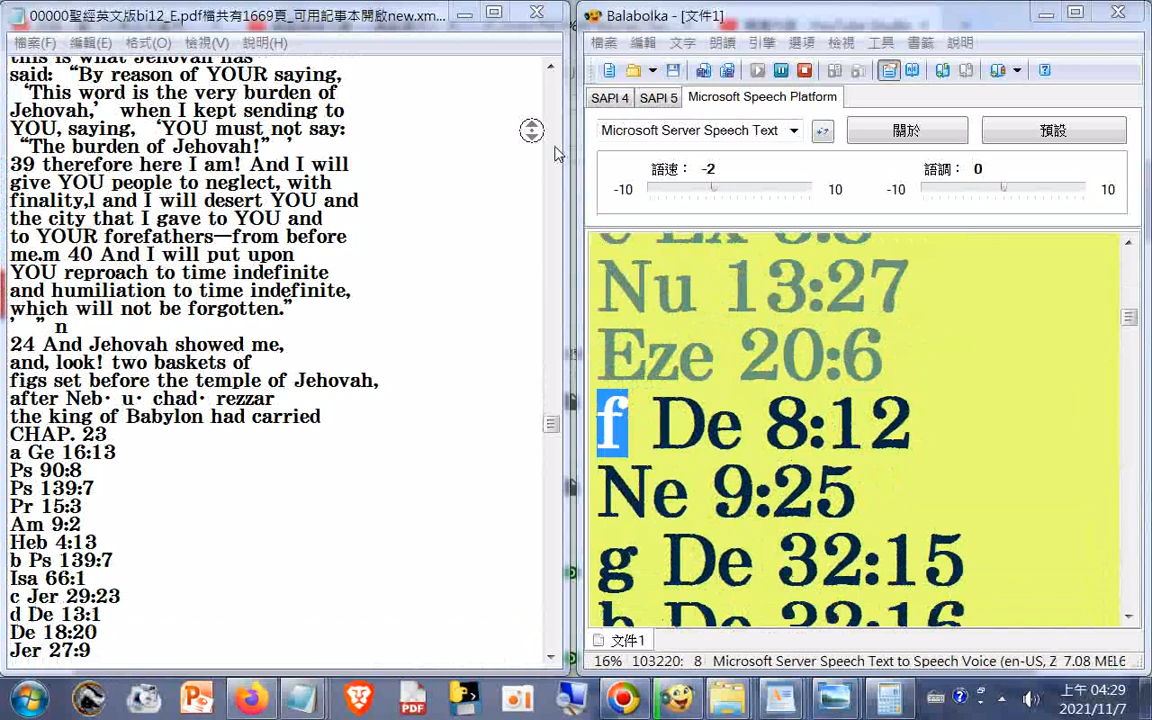 00000聖經英文版bi12_E.pdf檔共有1669頁_可用記事本開啟new.xm...
檔案(F) 編輯(E) 格式(O) 檢視(V) 說明(H)
this is what Jehovah has
said: “By reason of YOUR saying,
‘This word is the very burden of
Jehovah,’ when I kept sending to
YOU, saying, ‘YOU must not say:
“The burden of Jehovah!” ’
39 therefore here I am! And I will
give YOU people to neglect, with
finality,l and I will desert YOU and
the city that I gave to YOU and
to YOUR forefathers—from before
me.m 40 And I will put upon
YOU reproach to time indefinite
and humiliation to time indefinite,
which will not be forgotten.”
’ ”n
24 And Jehovah showed me,
and, look! two baskets of
figs set before the temple of Jehovah,
after Neb· u· chad· rezzar
the king of Babylon had carried
CHAP. 23
a Ge 16:13
Ps 90:8
Ps 139:7
Pr 15:3
Am 9:2
Heb 4:13
b Ps 139:7
Isa 66:1
c Jer 29:23
d De 13:1
De 18:20
Jer 27:9
Balabolka - [文件1]
檔案 編輯 文字 朗讀 引擎 選項 檢視 工具 書籤 說明
SAPI 4 SAPI 5 Microsoft Speech Platform
Microsoft Server Speech Text 關於 預設
語速： -2 語調： 0
-10 10 -10 10
e Ex 3:8
Nu 13:27
Eze 20:6
f De 8:12
Ne 9:25
g De 32:15
h De 32:16
文件1
16% 103220: 8 Microsoft Server Speech Text to Speech Voice (en-US, Z 7.08 ME
PDF
上午 04:29
2021/11/7